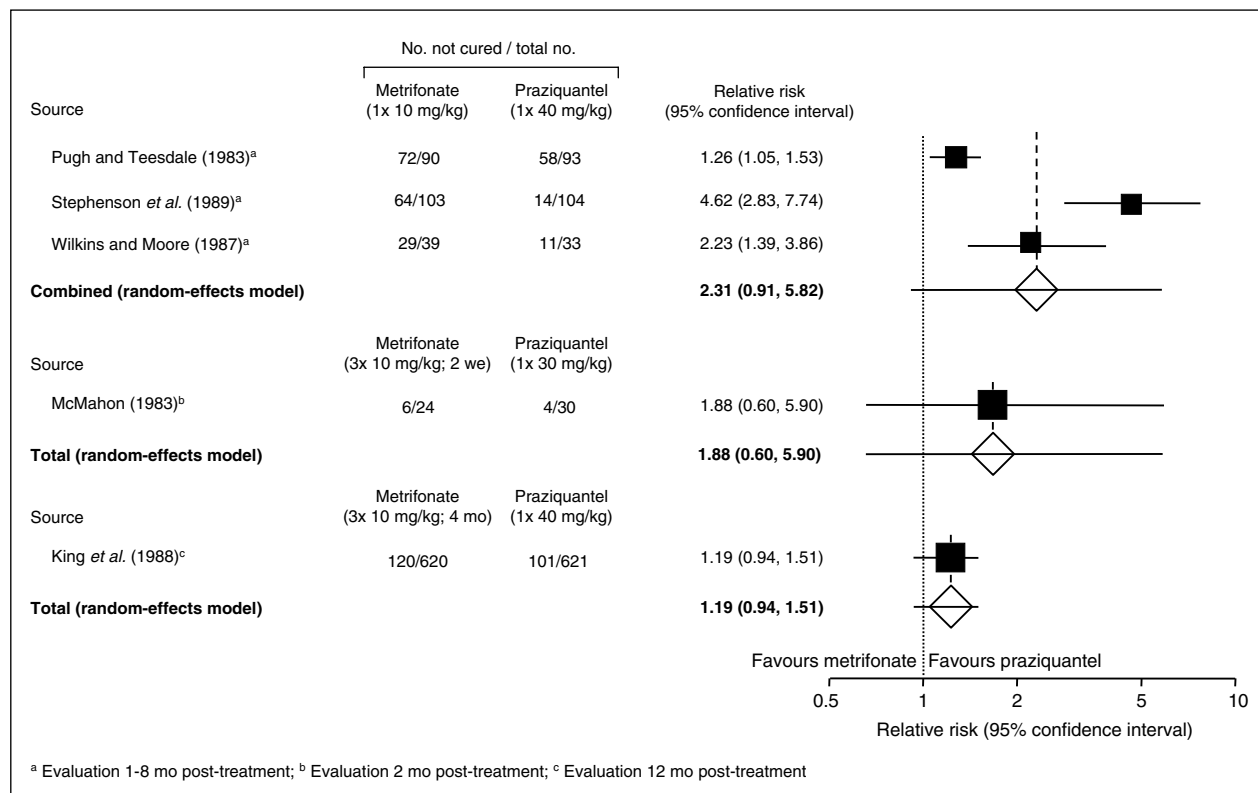 No. not cured / total no.
Source Metrifonate (1x 10 mg/kg) Praziquantel (1x 40 mg/kg) Relative risk (95% confidence interval)
Pugh and Teesdale (1983)ᵃ 72/90 58/93 1.26 (1.05, 1.53)
Stephenson et al. (1989)ᵃ 64/103 14/104 4.62 (2.83, 7.74)
Wilkins and Moore (1987)ᵃ 29/39 11/33 2.23 (1.39, 3.86)
Combined (random-effects model) 2.31 (0.91, 5.82)
Source Metrifonate (3x 10 mg/kg; 2 we) Praziquantel (1x 30 mg/kg)
McMahon (1983)ᵇ 6/24 4/30 1.88 (0.60, 5.90)
Total (random-effects model) 1.88 (0.60, 5.90)
Source Metrifonate (3x 10 mg/kg; 4 mo) Praziquantel (1x 40 mg/kg)
King et al. (1988)ᶜ 120/620 101/621 1.19 (0.94, 1.51)
Total (random-effects model) 1.19 (0.94, 1.51)
Favours metrifonate Favours praziquantel
0.5 1 2 5 10
Relative risk (95% confidence interval)
ᵃ Evaluation 1-8 mo post-treatment; ᵇ Evaluation 2 mo post-treatment; ᶜ Evaluation 12 mo post-treatment